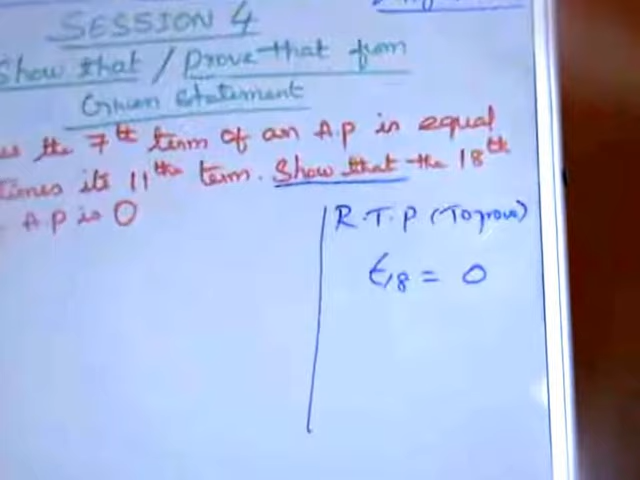 SESSION 4
Show that / Prove that from
Given statement
the 7th term of an A.P is equal
times its 11th term. Show that the 18th
A.P is 0
R.T.P (To prove)
t18 = 0